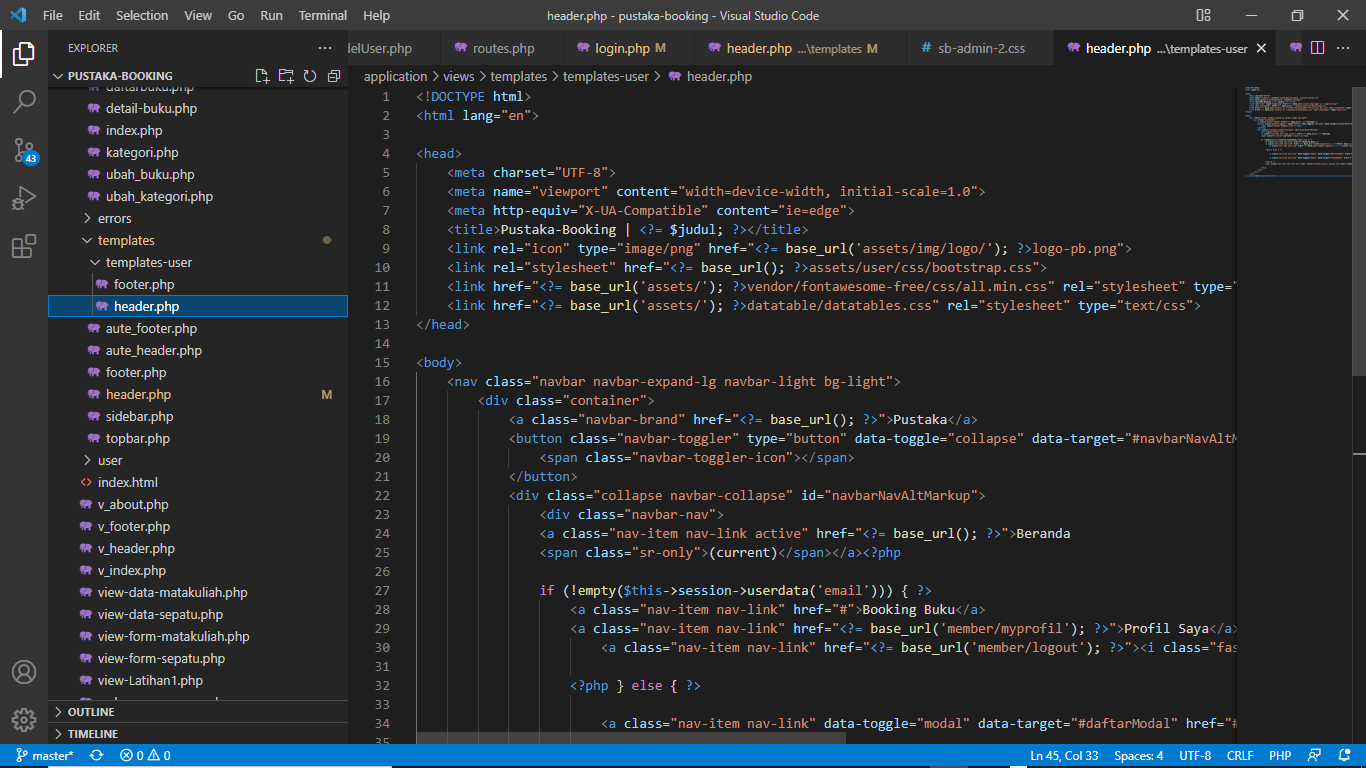 File Edit Selection View Go Run Terminal Help
header.php - pustaka-booking - Visual Studio Code
EXPLORER
PUSTAKA-BOOKING
detail-buku.php
index.php
kategori.php
ubah_buku.php
ubah_kategori.php
errors
templates
templates-user
footer.php
header.php
aute_footer.php
aute_header.php
footer.php
header.php M
sidebar.php
topbar.php
user
index.html
v_about.php
v_footer.php
v_header.php
v_index.php
view-data-matakuliah.php
view-data-sepatu.php
view-form-matakuliah.php
view-form-sepatu.php
view-Latihan1.php
OUTLINE
TIMELINE
43
delUser.php routes.php login.php M header.php ...\templates M # sb-admin-2.css header.php ...\templates-user
application > views > templates > templates-user > header.php
1 <!DOCTYPE html>
2 <html lang="en">
3
4 <head>
5 <meta charset="UTF-8">
6 <meta name="viewport" content="width=device-width, initial-scale=1.0">
7 <meta http-equiv="X-UA-Compatible" content="ie=edge">
8 <title>Pustaka-Booking | <?= $judul; ?></title>
9 <link rel="icon" type="image/png" href="<?= base_url('assets/img/logo/'); ?>logo-pb.png">
10 <link rel="stylesheet" href="<?= base_url(); ?>assets/user/css/bootstrap.css">
11 <link href="<?= base_url('assets/'); ?>vendor/fontawesome-free/css/all.min.css" rel="stylesheet" type="
12 <link href="<?= base_url('assets/'); ?>datatable/datatables.css" rel="stylesheet" type="text/css">
13 </head>
14
15 <body>
16 <nav class="navbar navbar-expand-lg navbar-light bg-light">
17 <div class="container">
18 <a class="navbar-brand" href="<?= base_url(); ?>">Pustaka</a>
19 <button class="navbar-toggler" type="button" data-toggle="collapse" data-target="#navbarNavAltM
20 <span class="navbar-toggler-icon"></span>
21 </button>
22 <div class="collapse navbar-collapse" id="navbarNavAltMarkup">
23 <div class="navbar-nav">
24 <a class="nav-item nav-link active" href="<?= base_url(); ?>">Beranda
25 <span class="sr-only">(current)</span></a><?php
26
27 if (!empty($this->session->userdata('email'))) { ?>
28 <a class="nav-item nav-link" href="#">Booking Buku</a>
29 <a class="nav-item nav-link" href="<?= base_url('member/myprofil'); ?>">Profil Saya</a>
30 <a class="nav-item nav-link" href="<?= base_url('member/logout'); ?>"><i class="fas
31
32 <?php } else { ?>
33
34 <a class="nav-item nav-link" data-toggle="modal" data-target="#daftarModal" href="#
35
master* 0 0
Ln 45, Col 33 Spaces: 4 UTF-8 CRLF PHP